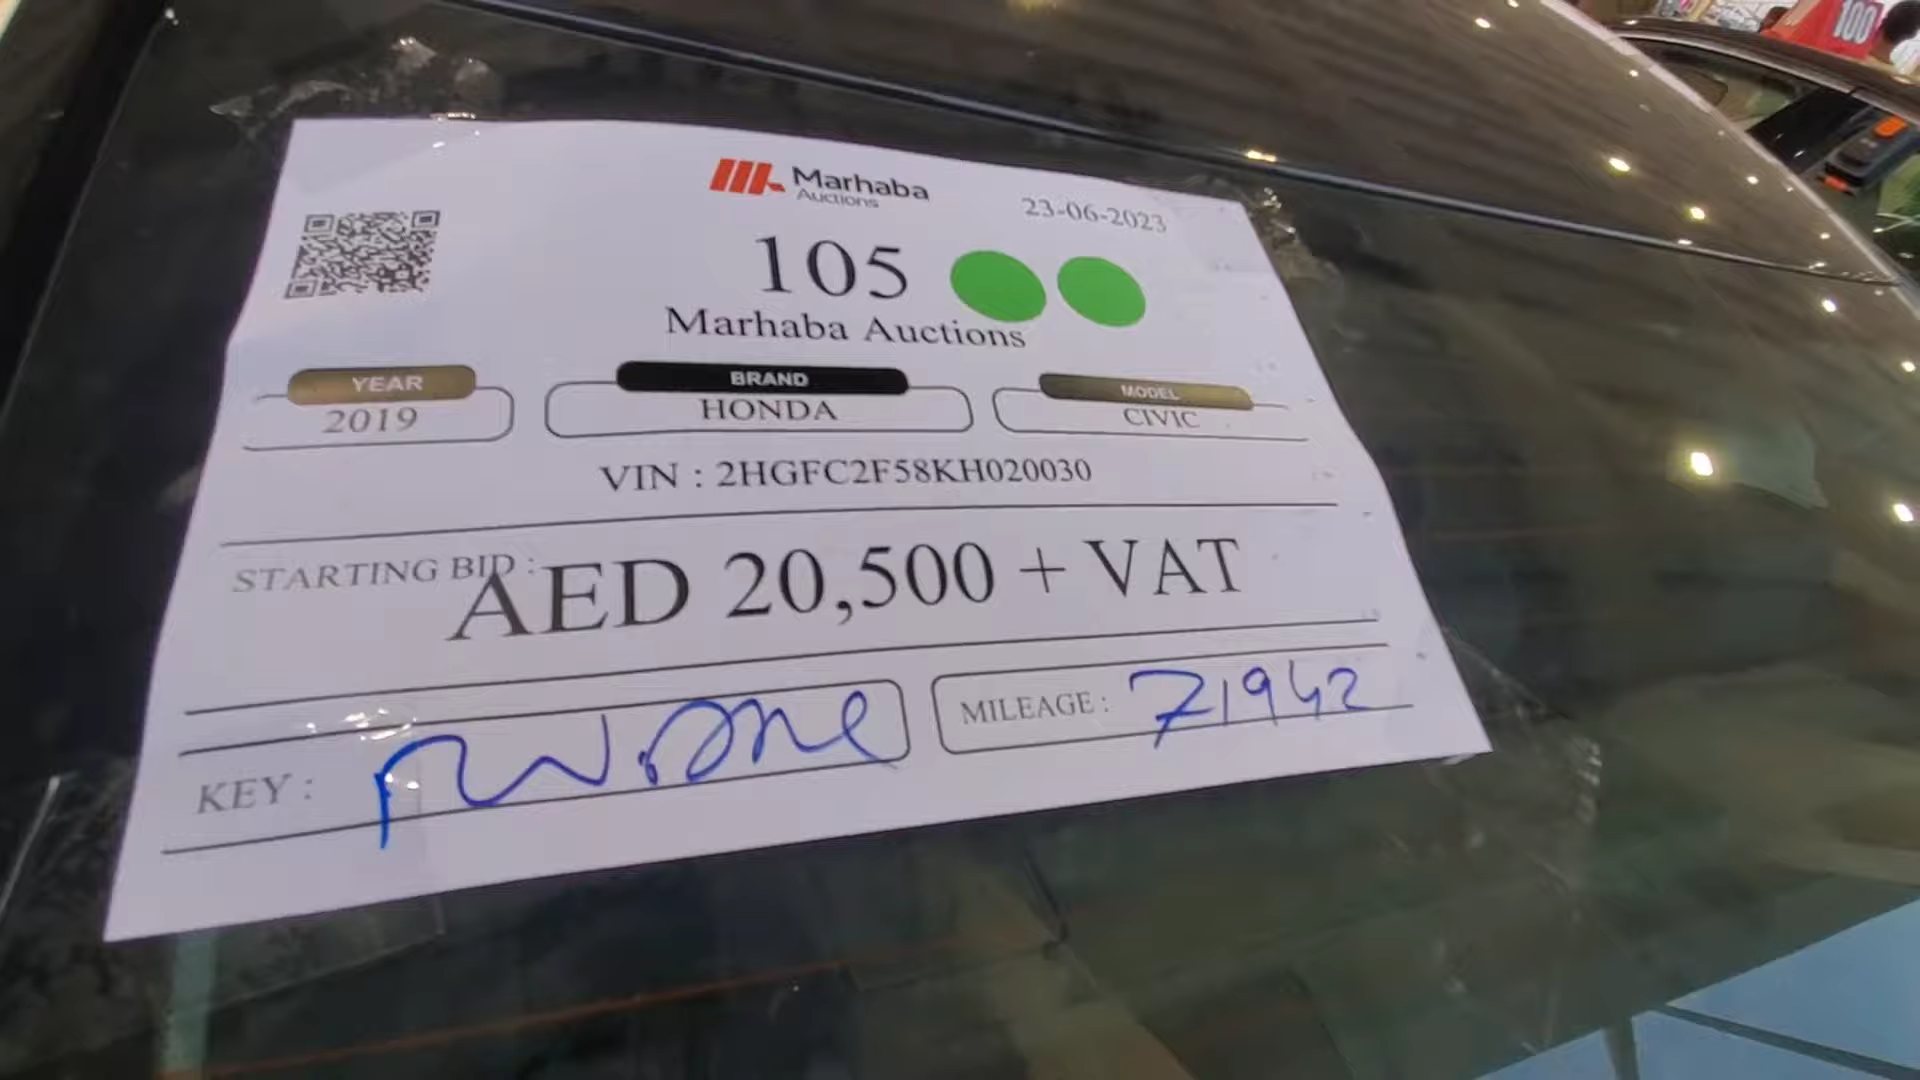 Marhaba
Auctions
23-06-2023
105
Marhaba Auctions
YEAR
2019
BRAND
HONDA
MODEL
CIVIC
VIN : 2HGFC2F58KH020030
STARTING BID :
AED 20,500 + VAT
KEY :
MILEAGE : 71942
100